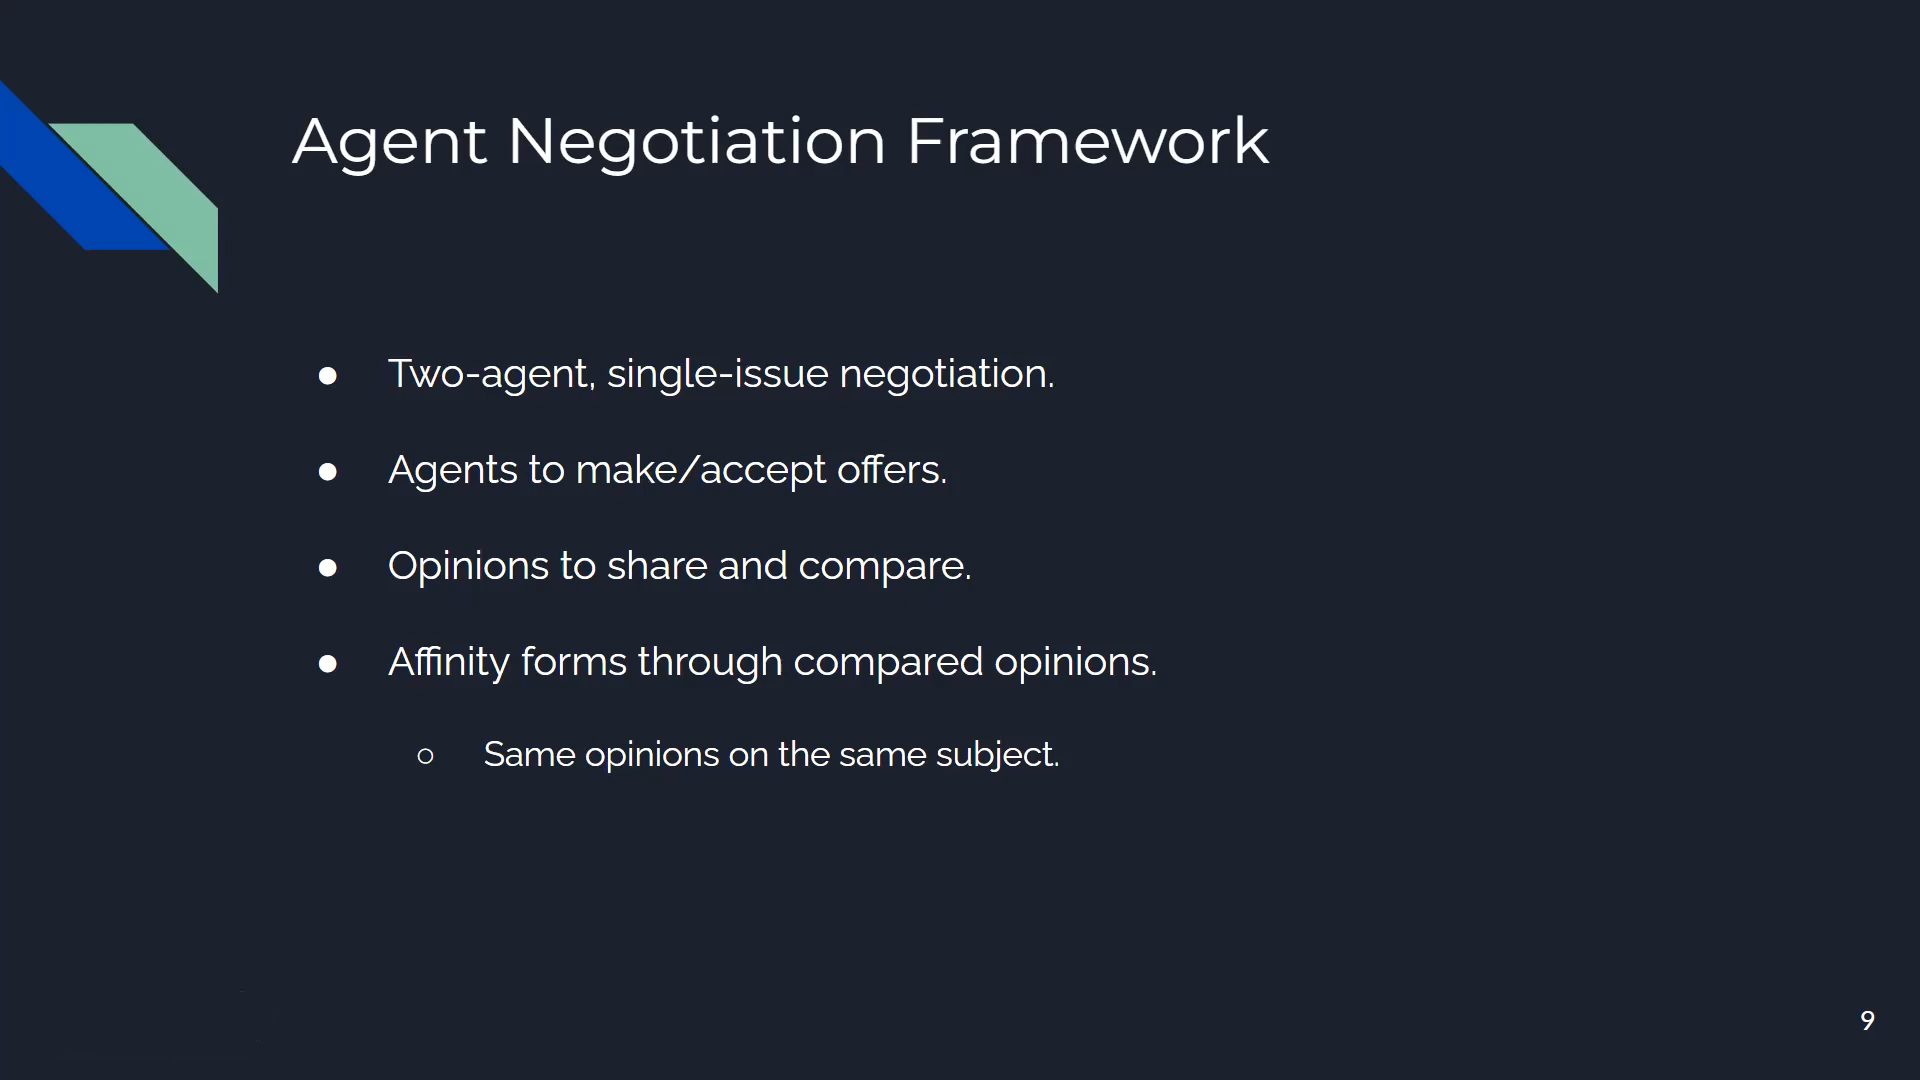 Agent Negotiation Framework
● Two-agent, single-issue negotiation.
● Agents to make/accept offers.
● Opinions to share and compare.
● Affinity forms through compared opinions.
○ Same opinions on the same subject.
9